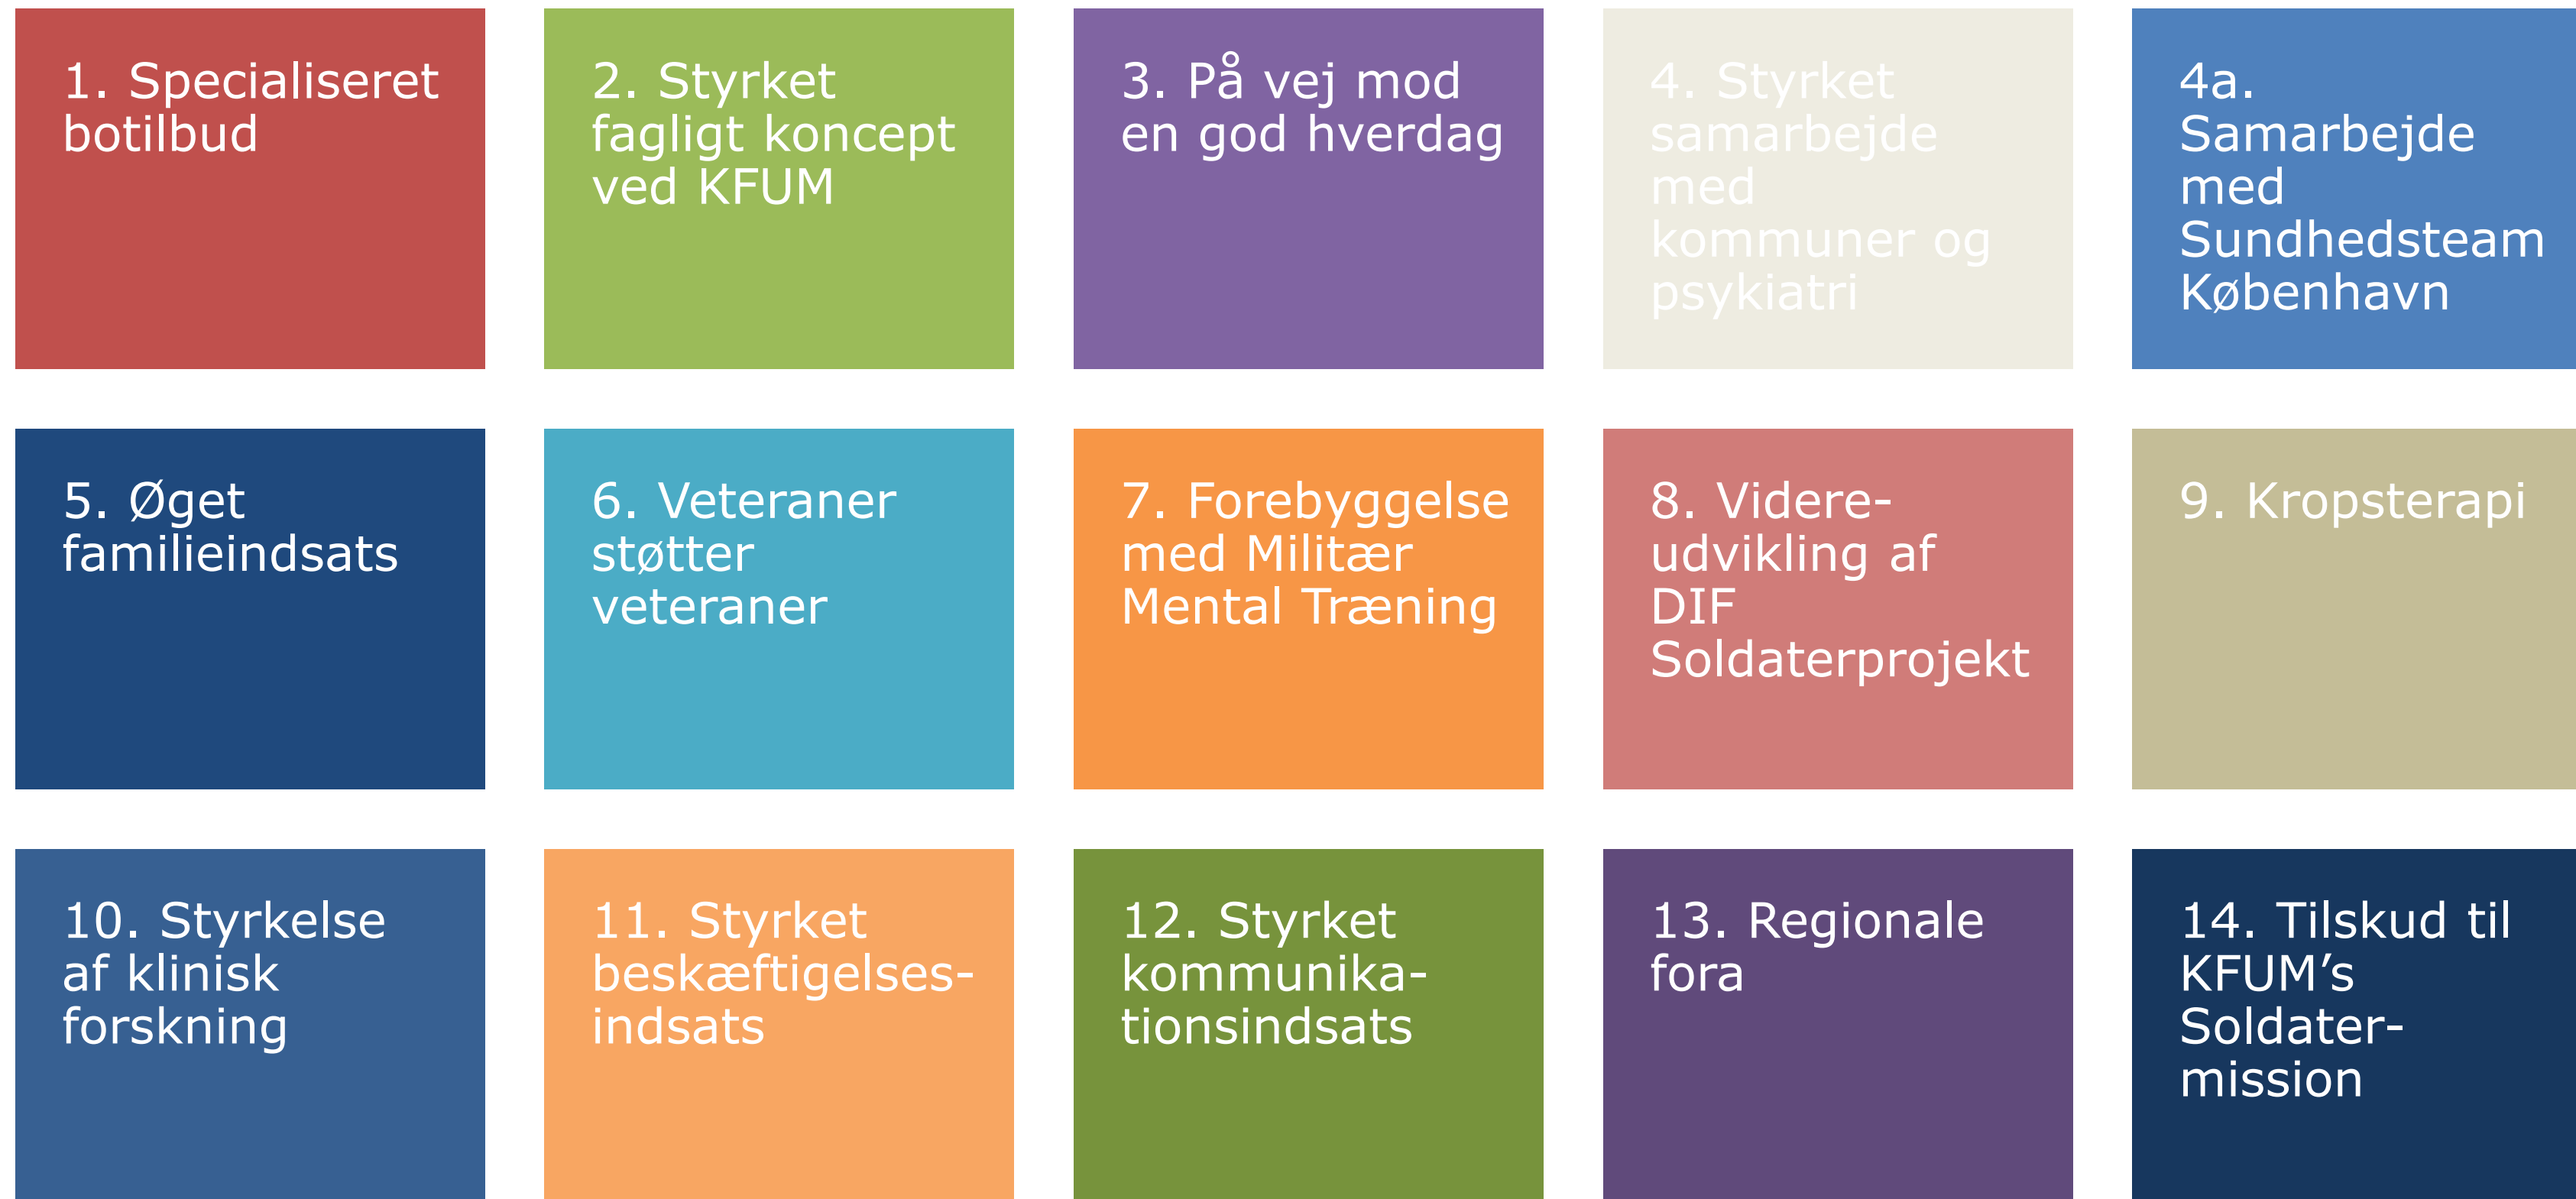 1. Specialiseret
botilbud
2. Styrket
fagligt koncept
ved KFUM
3. På vej mod
en god hverdag
4. Styrket
samarbejde
med
kommuner og
psykiatri
4a.
Samarbejde
med
Sundhedsteam
København
5. Øget
familieindsats
6. Veteraner
støtter
veteraner
7. Forebyggelse
med Militær
Mental Træning
8. Videre-
udvikling af
DIF
Soldaterprojekt
9. Kropsterapi
10. Styrkelse
af klinisk
forskning
11. Styrket
beskæftigelses-
indsats
12. Styrket
kommunika-
tionsindsats
13. Regionale
fora
14. Tilskud til
KFUM’s
Soldater-
mission